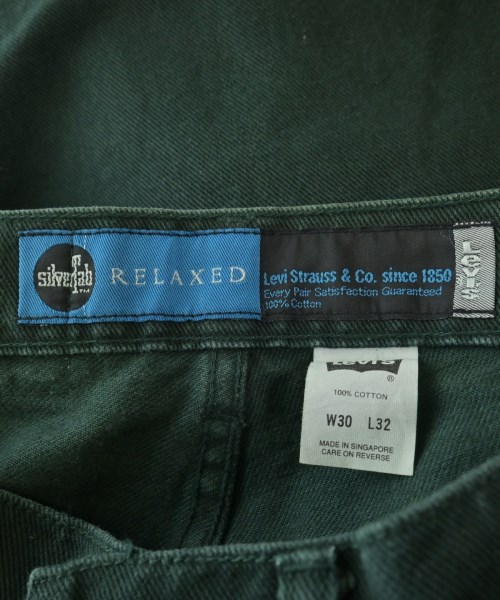 silverTab
RELAXED
Levi Strauss & Co. since 1850
Every Pair Satisfaction Guaranteed
100% Cotton
Levi's
Levi's
®
100% COTTON
W30 L32
MADE IN SINGAPORE
CARE ON REVERSE